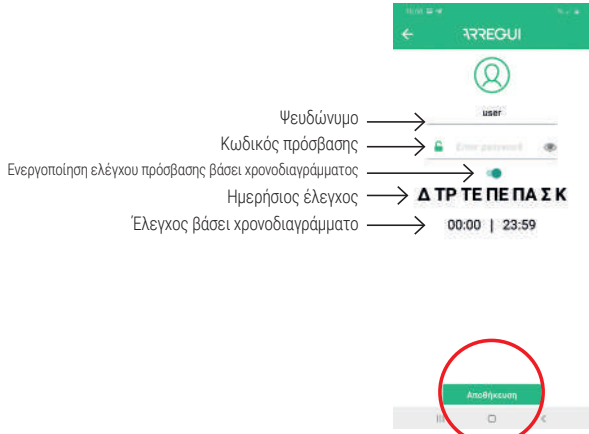 ARREGUI
user
Ψευδώνυμο
Κωδικός πρόσβασης
Enter password
Ενεργοποίηση ελέγχου πρόσβασης βάσει χρονοδιαγράμματος
Ημερήσιος έλεγχος
Δ ΤΡ ΤΕ ΠΕ ΠΑ Σ Κ
Έλεγχος βάσει χρονοδιαγράμματο
00:00 | 23:59
Αποθήκευση